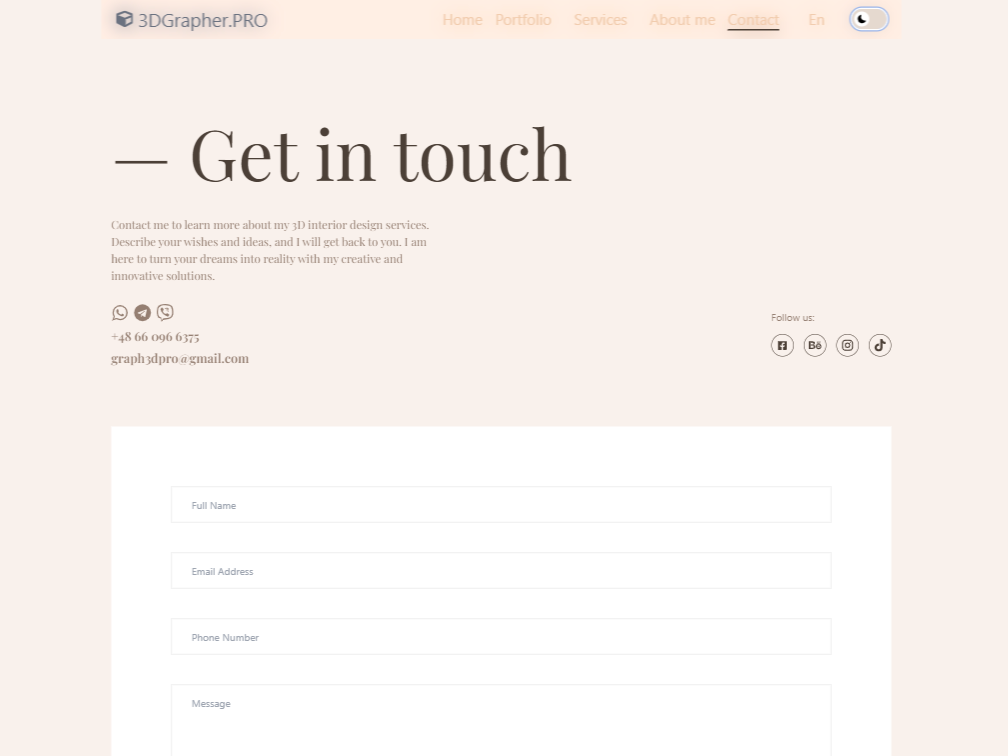 3DGrapher.PRO
Home Portfolio Services About me Contact En
— Get in touch
Contact me to learn more about my 3D interior design services.
Describe your wishes and ideas, and I will get back to you. I am
here to turn your dreams into reality with my creative and
innovative solutions.
+48 66 096 6375
graph3dpro@gmail.com
Follow us:
Bē
Full Name
Email Address
Phone Number
Message